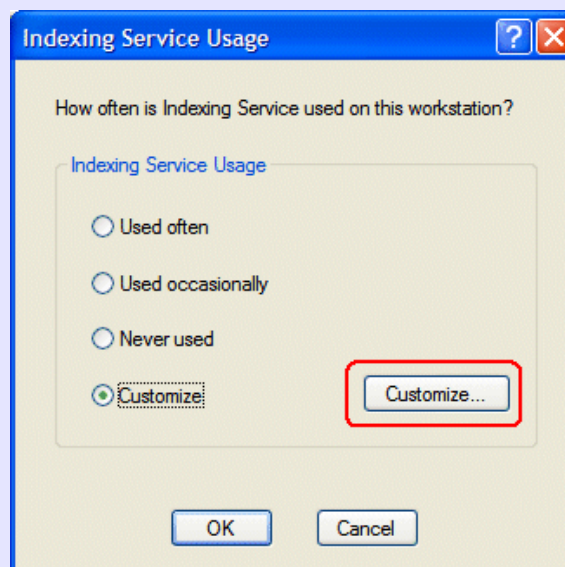 Indexing Service Usage
How often is Indexing Service used on this workstation?
Indexing Service Usage
Used often
Used occasionally
Never used
Customize
Customize...
OK
Cancel